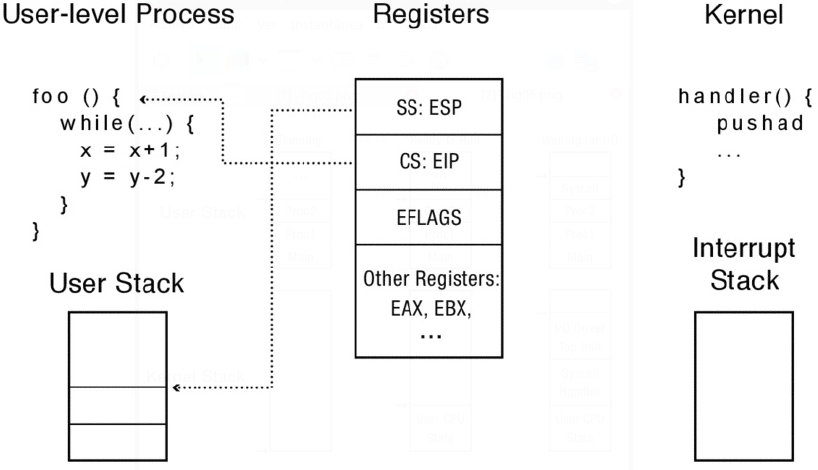 User-level Process
Registers
Kernel
foo () {
while(...) {
x = x+1;
y = y-2;
}
}
SS: ESP
CS: EIP
EFLAGS
Other Registers:
EAX, EBX,
...
handler() {
pushad
...
}
User Stack
Interrupt
Stack